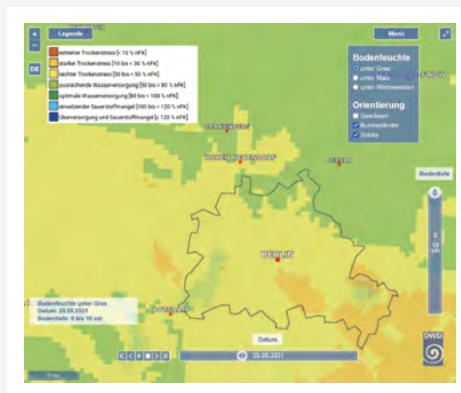 +
−
DE
Legende
Menü
extremer Trockenstress [< 10 % nFK]
starker Trockenstress [10 bis < 30 % nFK]
leichter Trockenstress [30 bis < 50 % nFK]
ausreichende Wasserversorgung [50 bis < 80 % nFK]
optimale Wasserversorgung [80 bis < 100 % nFK]
einsetzender Sauerstoffmangel [100 bis < 120 % nFK]
Überversorgung und Sauerstoffmangel [≥ 120 % nFK]
Bodenfeuchte
unter Gras
unter Mais
unter Winterweizen
Orientierung
Gewässer
Bundesländer
Städte
ORANIENBURG
HOHEN NEUENDORF
BERNAU
BERLIN
POTSDAM
Bodentiefe
0
10
cm
Bodenfeuchte unter Gras
Datum: 25.05.2021
Bodentiefe: 0 bis 10 cm
Datum
25.05.2021
DWD